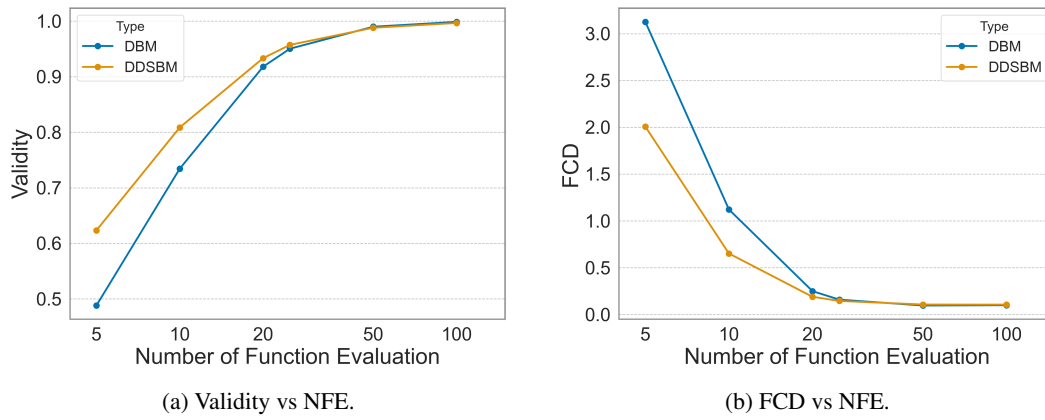 Type
DBM
DDSBM
1.0
0.9
0.8
0.7
0.6
0.5
Validity
5 10 20 50 100
Number of Function Evaluation
(a) Validity vs NFE.
Type
DBM
DDSBM
3.0
2.5
2.0
1.5
1.0
0.5
0.0
FCD
5 10 20 50 100
Number of Function Evaluation
(b) FCD vs NFE.